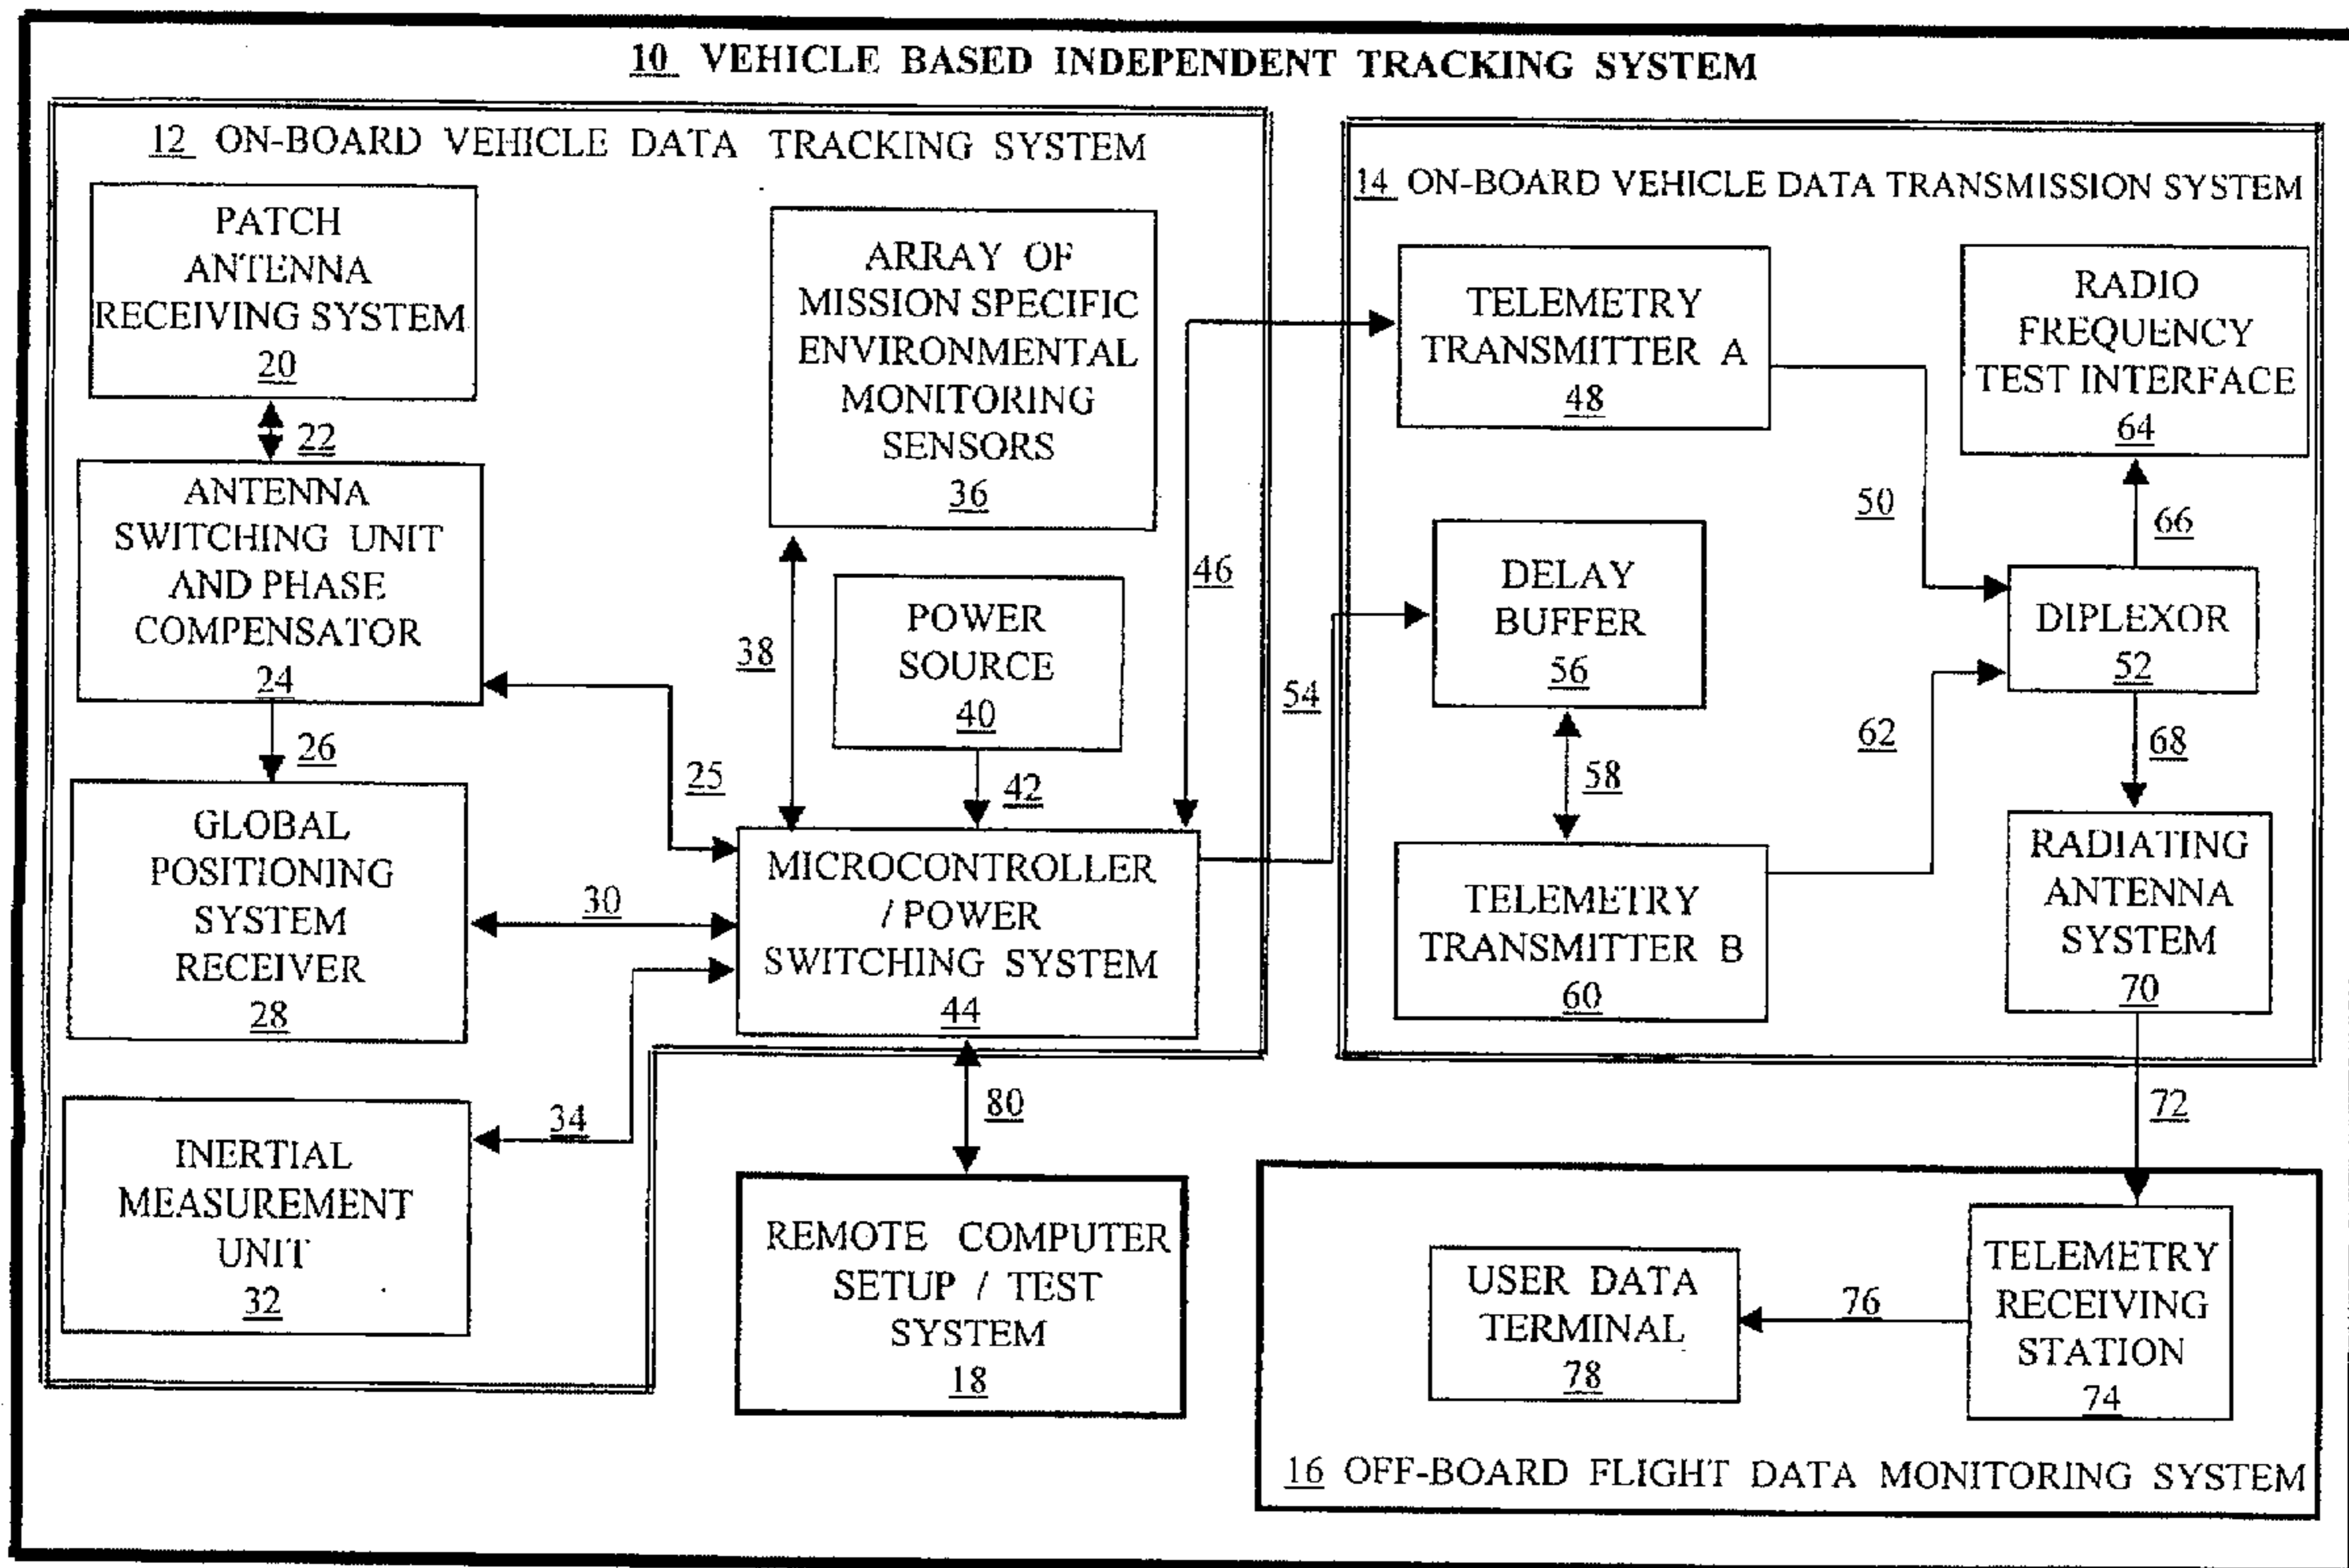 10 VEHICLE BASED INDEPENDENT TRACKING SYSTEM
12 ON-BOARD VEHICLE DATA TRACKING SYSTEM
PATCH
ANTENNA
RECEIVING SYSTEM
20
22
ANTENNA
SWITCHING UNIT
AND PHASE
COMPENSATOR
24
26
25
GLOBAL
POSITIONING
SYSTEM
RECEIVER
28
30
INERTIAL
MEASUREMENT
UNIT
32
34
ARRAY OF
MISSION SPECIFIC
ENVIRONMENTAL
MONITORING
SENSORS
36
38
POWER
SOURCE
40
42
46
MICROCONTROLLER
/ POWER
SWITCHING SYSTEM
44
54
80
REMOTE COMPUTER
SETUP / TEST
SYSTEM
18
14 ON-BOARD VEHICLE DATA TRANSMISSION SYSTEM
TELEMETRY
TRANSMITTER A
48
50
DELAY
BUFFER
56
58
TELEMETRY
TRANSMITTER B
60
62
RADIO
FREQUENCY
TEST INTERFACE
64
66
DIPLEXOR
52
68
RADIATING
ANTENNA
SYSTEM
70
72
TELEMETRY
RECEIVING
STATION
74
76
USER DATA
TERMINAL
78
16 OFF-BOARD FLIGHT DATA MONITORING SYSTEM